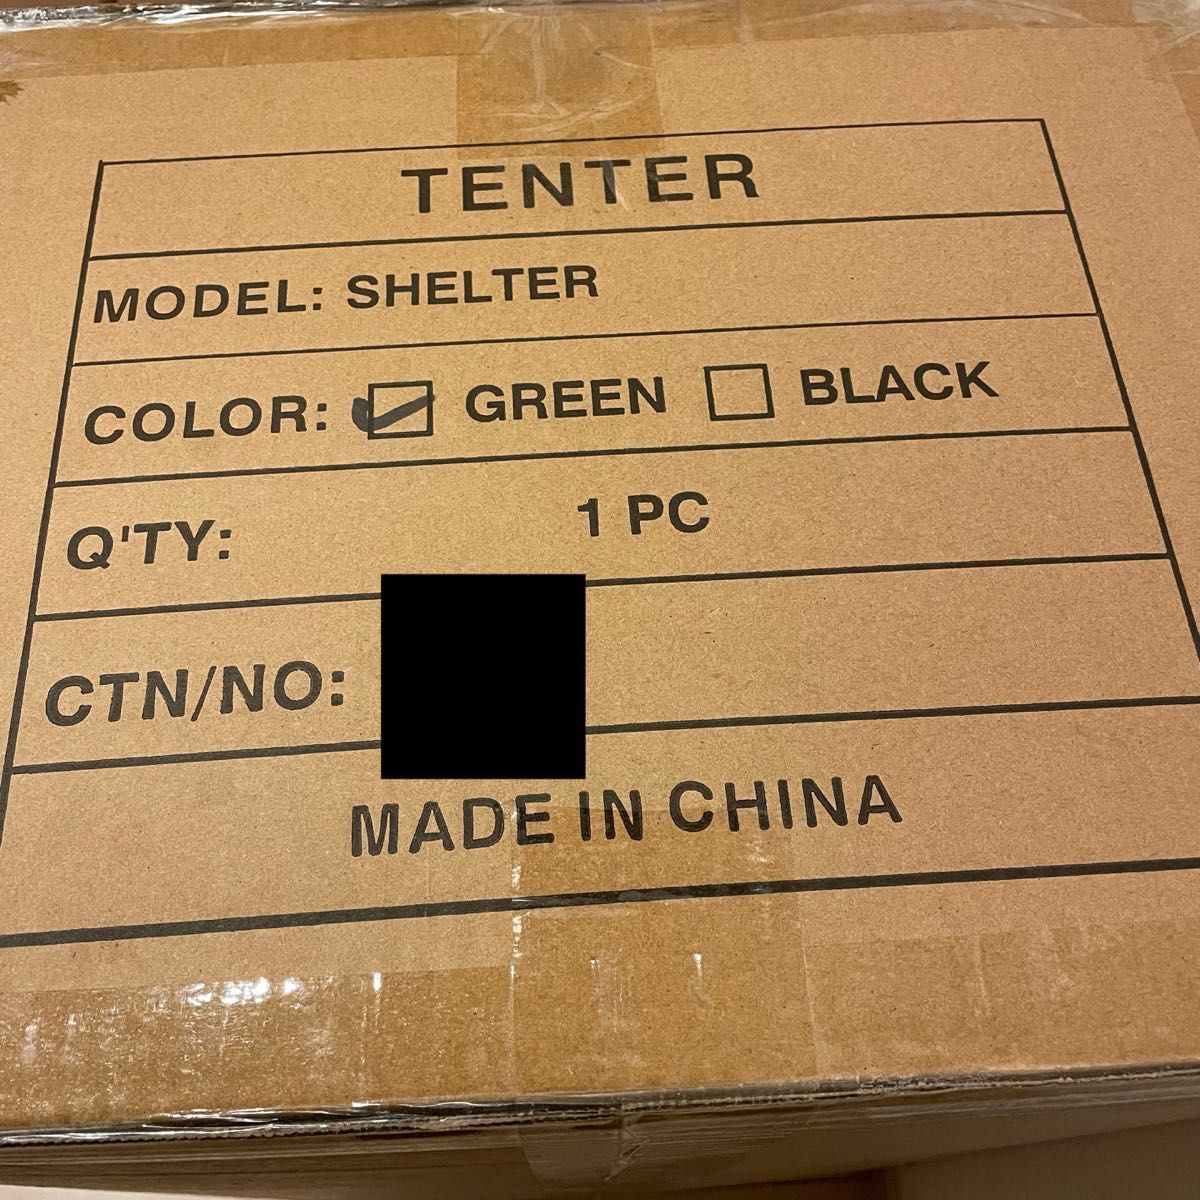 TENTER
MODEL: SHELTER
COLOR: ☑ GREEN ☐ BLACK
Q'TY: 1 PC
CTN/NO:
MADE IN CHINA